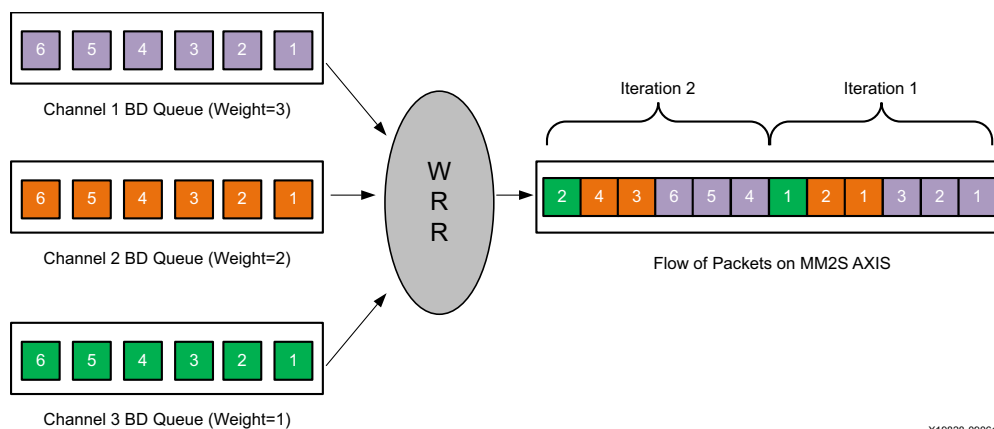 6 5 4 3 2 1
Channel 1 BD Queue (Weight=3)
6 5 4 3 2 1
Channel 2 BD Queue (Weight=2)
6 5 4 3 2 1
Channel 3 BD Queue (Weight=1)
W
R
R
Iteration 2 Iteration 1
2 4 3 6 5 4 1 2 1 3 2 1
Flow of Packets on MM2S AXIS